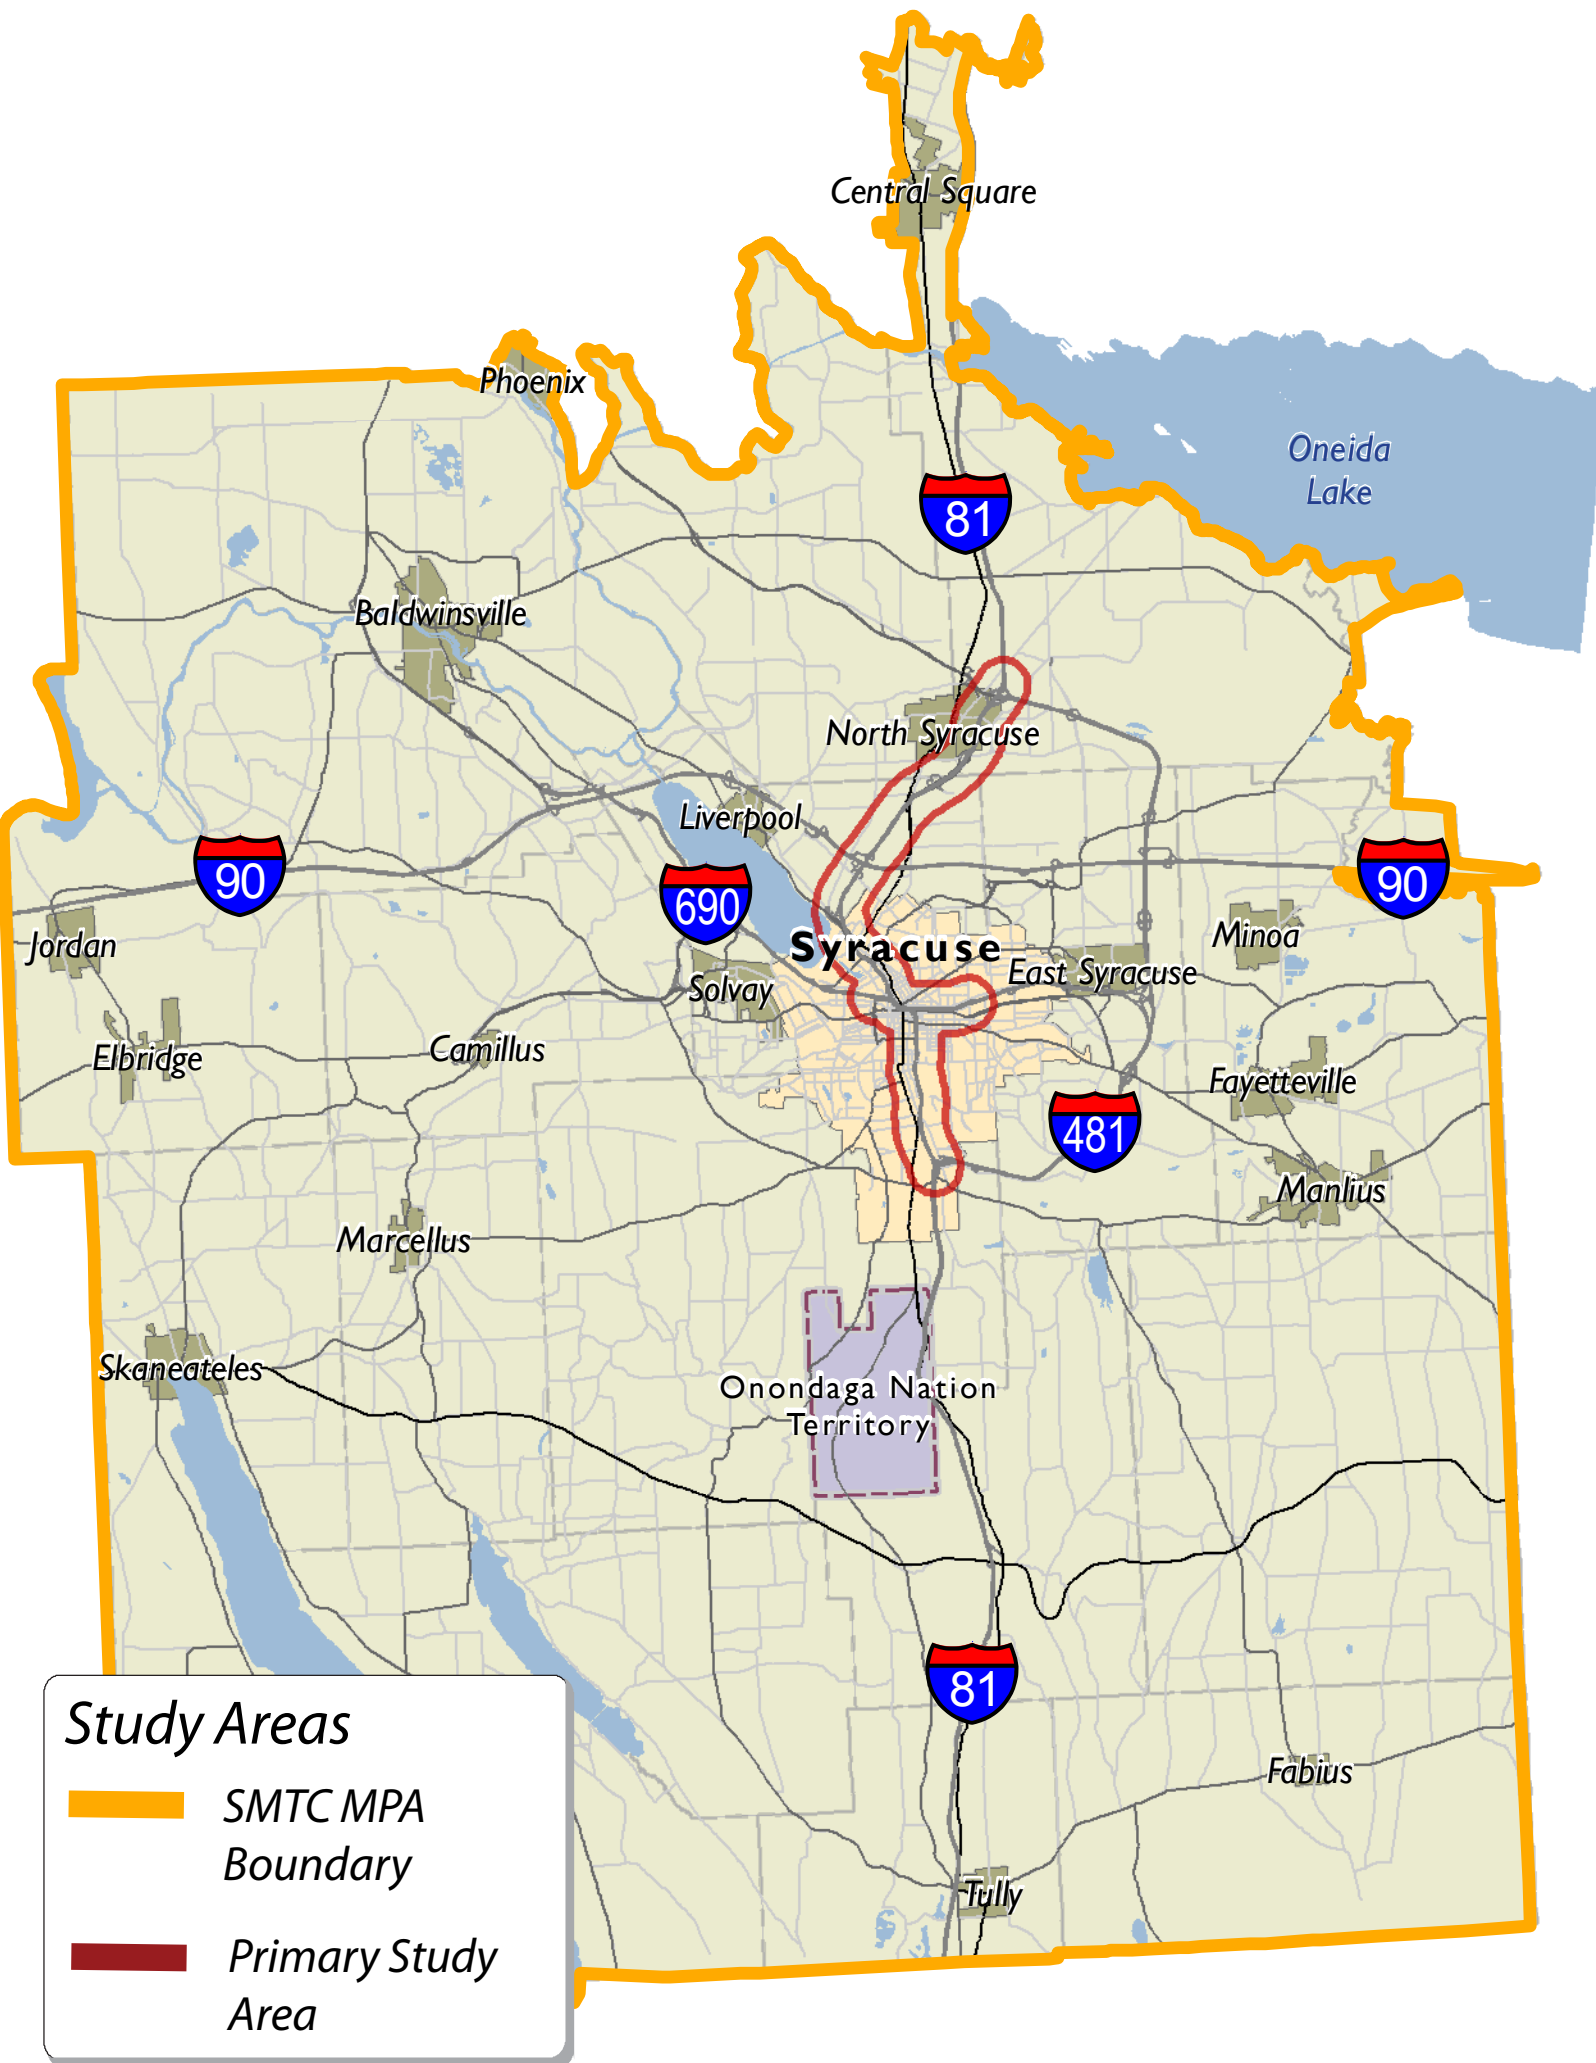 Central Square
Phoenix
Oneida
Lake
81
Baldwinsville
North Syracuse
Liverpool
90
690
90
Jordan
Syracuse
Minoa
Solvay
East Syracuse
Elbridge
Camillus
Fayetteville
481
Manlius
Marcellus
Skaneateles
Onondaga Nation
Territory
81
Study Areas
SMTC MPA
Boundary
Primary Study
Area
Fabius
Tully